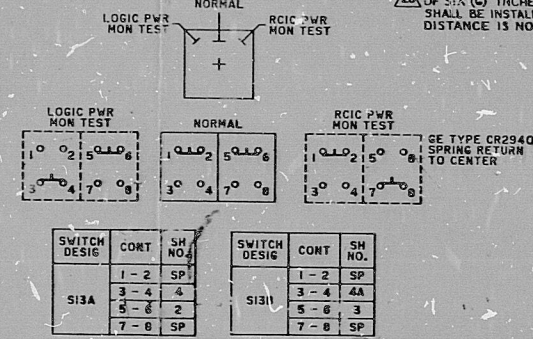 NORMAL
LOGIC PWR
MON TEST
RCIC PWR
MON TEST
OF SIX (6) INCHE
SHALL BE INSTAL
DISTANCE IS NO
LOGIC PWR
MON TEST
NORMAL
RCIC PWR
MON TEST
1 2 5 6
3 4 7 8
1 2 5 6
3 4 7 8
1 2 5 6
3 4 7 8
GE TYPE CR2940
SPRING RETURN
TO CENTER
SWITCH DESIG CONT SH NO.
S13A
1 - 2 SP
3 - 4 4
5 - 6 2
7 - 8 SP
SWITCH DESIG CONT SH NO.
S13B
1 - 2 SP
3 - 4 4A
5 - 6 3
7 - 8 SP